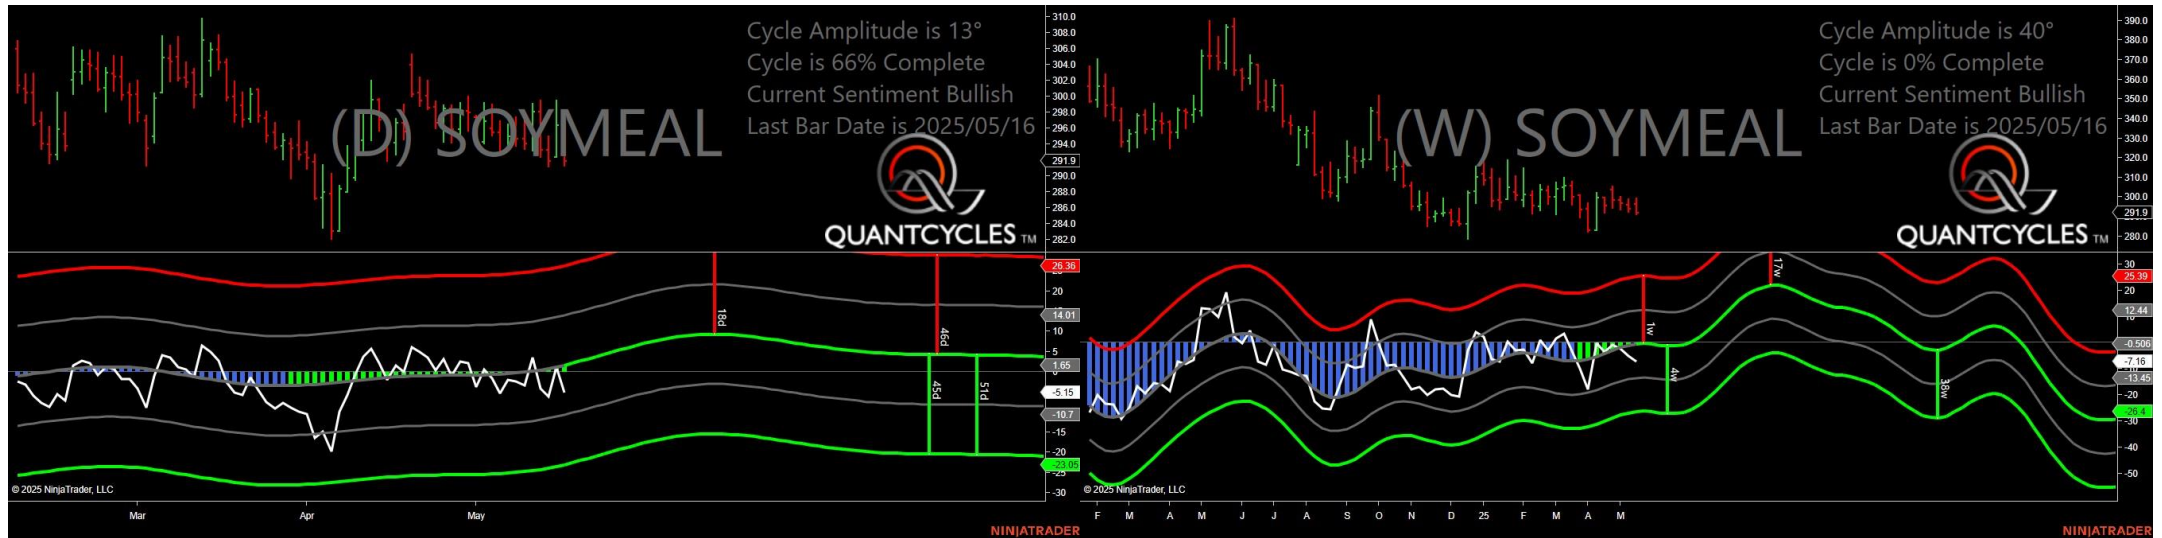 Cycle Amplitude is 13°
Cycle is 66% Complete
Current Sentiment Bullish
Last Bar Date is 2025/05/16
(D) SOYMEAL
QUANTCYCLES TM
310.0
308.0
306.0
304.0
302.0
300.0
298.0
296.0
294.0
291.9
290.0
288.0
286.0
284.0
282.0
26.36
20
14.01
10
5
1.65
-5.15
-10.7
-15
-20
-23.05
-25
-30
18d
46d
45d
51d
© 2025 NinjaTrader, LLC
Mar
Apr
May
NINJATRADER
Cycle Amplitude is 40°
Cycle is 0% Complete
Current Sentiment Bullish
Last Bar Date is 2025/05/16
(W) SOYMEAL
QUANTCYCLES TM
390.0
380.0
370.0
360.0
350.0
340.0
330.0
320.0
310.0
300.0
291.9
280.0
30
25.39
20
12.44
-0.506
-7.16
-13.45
-20
-26.4
-30
-40
-50
1w
4w
17w
38w
© 2025 NinjaTrader, LLC
F M A M J J A S O N D 25 F M A M
NINJATRADER